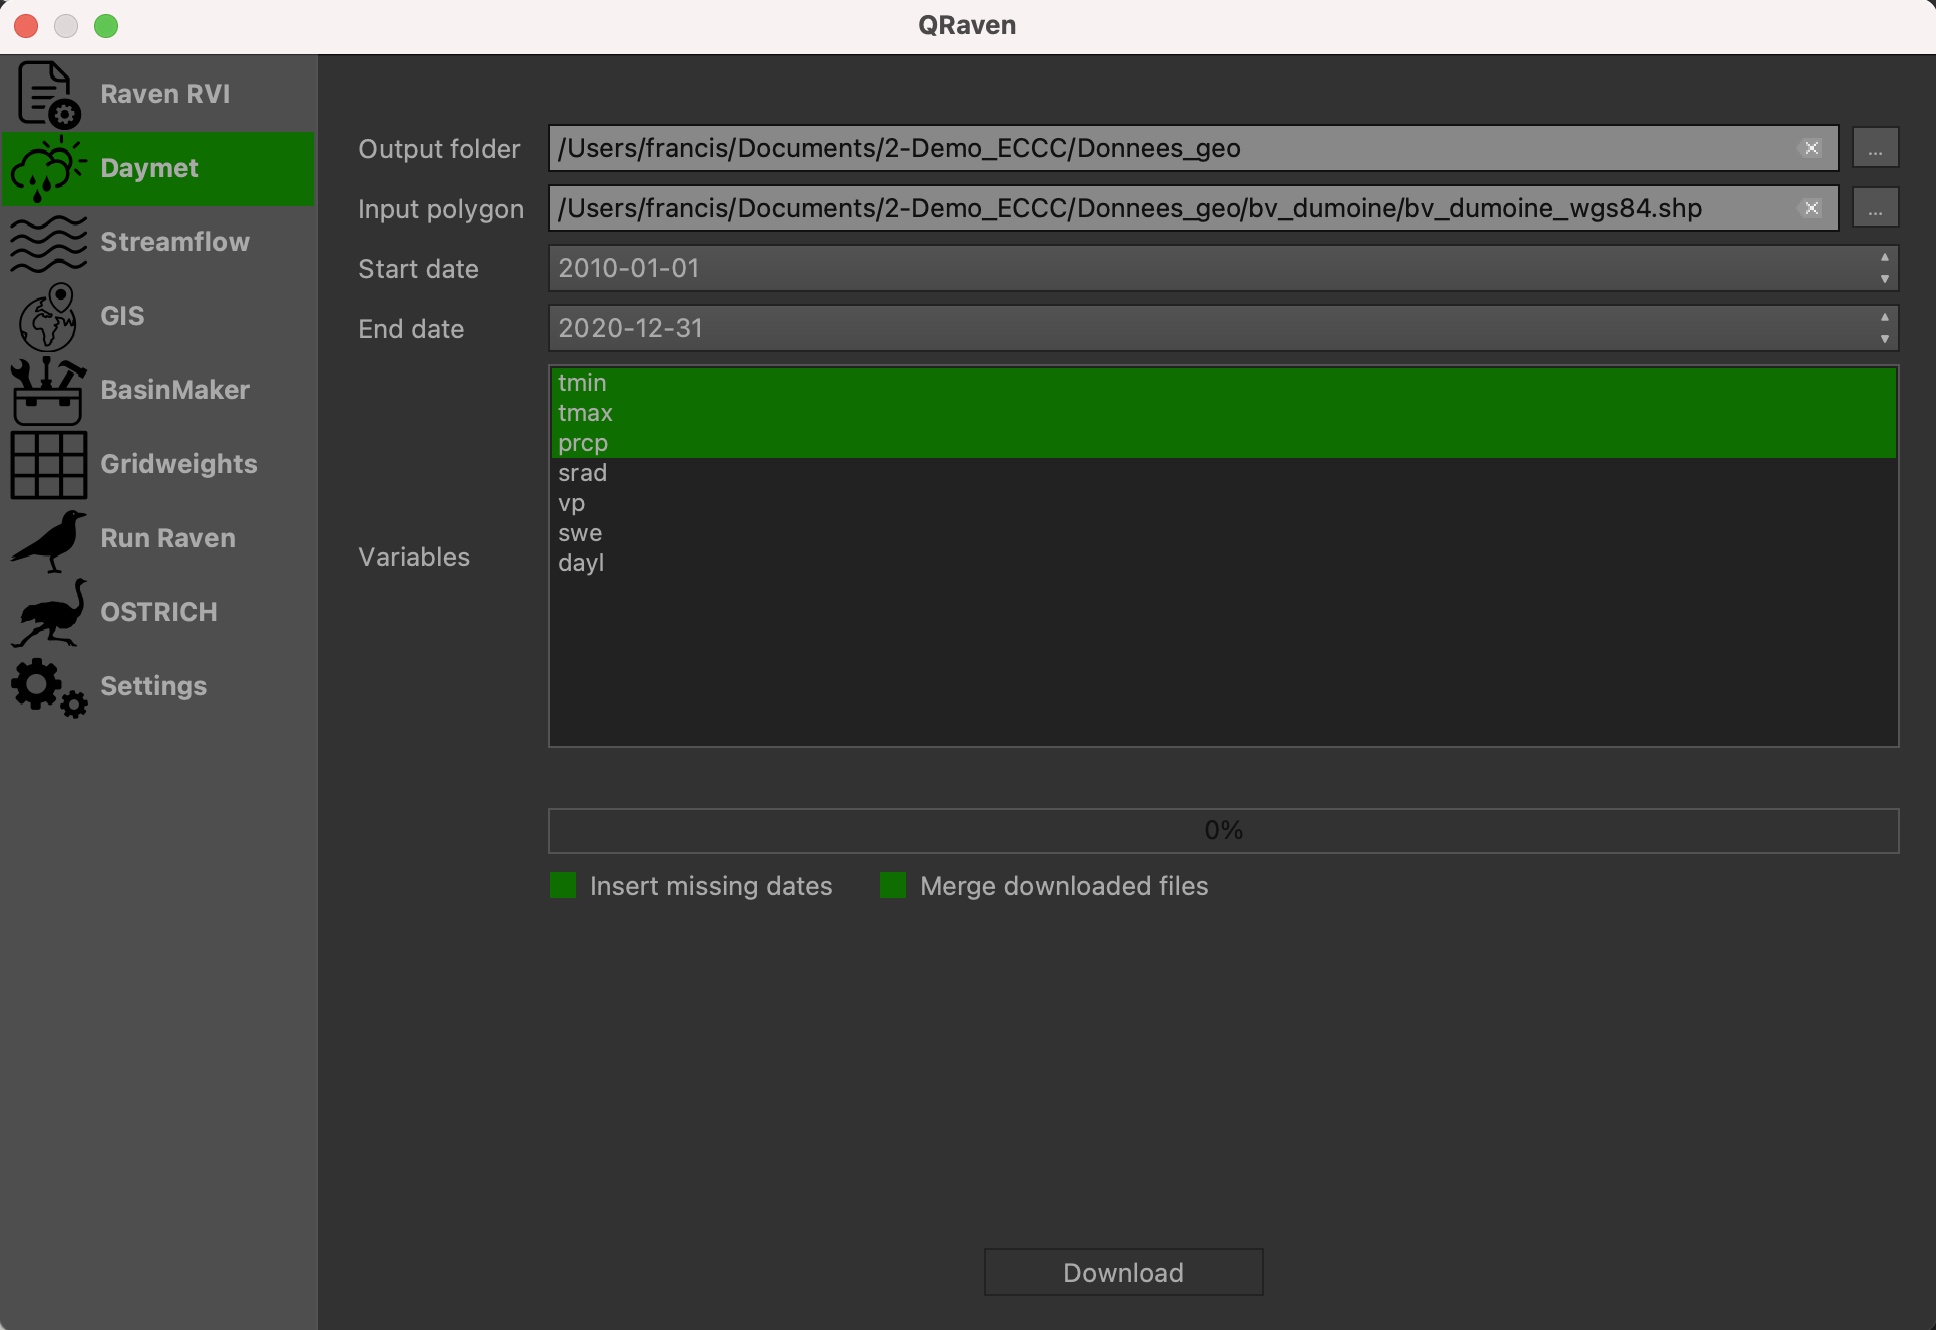 QRaven
Raven RVI
Daymet
Streamflow
GIS
BasinMaker
Gridweights
Run Raven
OSTRICH
Settings
Output folder /Users/francis/Documents/2-Demo_ECCC/Donnees_geo ...
Input polygon /Users/francis/Documents/2-Demo_ECCC/Donnees_geo/bv_dumoine/bv_dumoine_wgs84.shp ...
Start date 2010-01-01
End date 2020-12-31
Variables
tmin
tmax
prcp
srad
vp
swe
dayl
0%
Insert missing dates Merge downloaded files
Download